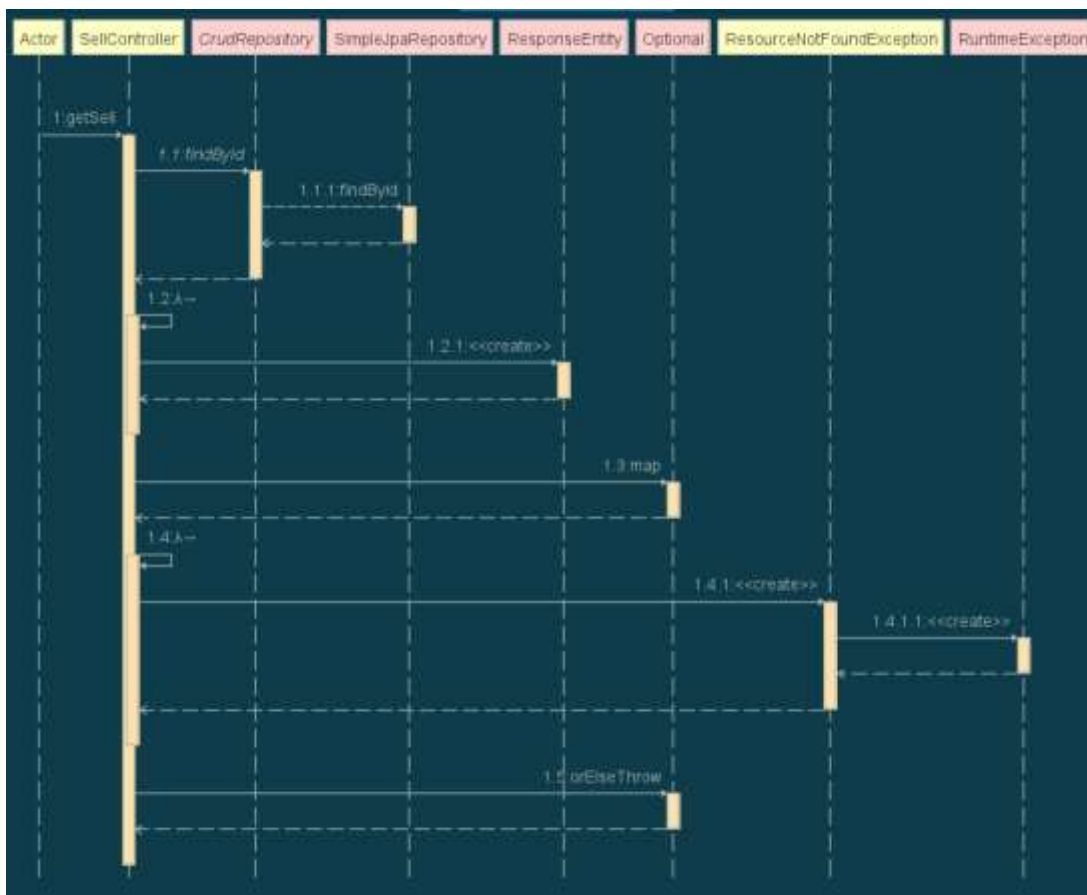 Actor SellController CrudRepository SimpleJpaRepository ResponseEntity Optional ResourceNotFoundException RuntimeException
1:getSell
1.1:findById
1.1.1:findById
1.2:λ→
1.2.1:<<create>>
1.3:map
1.4:λ→
1.4.1:<<create>>
1.4.1.1:<<create>>
1.5:orElseThrow